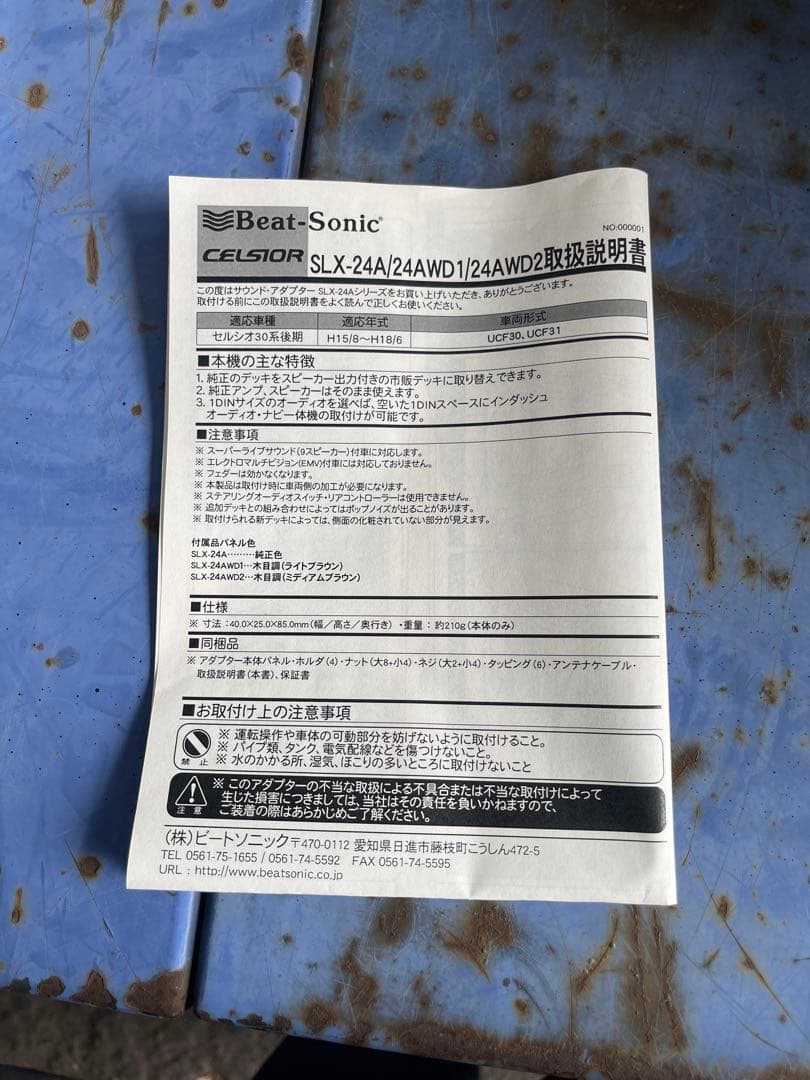 Beat-Sonic®
NO:000001
CELSIOR SLX-24A/24AWD1/24AWD2取扱説明書
この度はサウンド・アダプター SLX-24Aシリーズをお買い上げいただき、ありがとうございます。
取付ける前にこの取扱説明書をよく読んで正しくお使いください。
適応車種 適応年式 車両形式
セルシオ30系後期 H15/8〜H18/6 UCF30、UCF31
■本機の主な特徴
1. 純正のデッキをスピーカー出力付きの市販デッキに取り替えできます。
2. 純正アンプ、スピーカーはそのまま使えます。
3. 1DINサイズのオーディオを選べば、空いた1DINスペースにインダッシュ
オーディオ・ナビ一体機の取付けが可能です。
■注意事項
※ スーパーライブサウンド(9スピーカー)付車に対応します。
※ エレクトロマルチビジョン(EMV)付車には対応しておりません。
※ フェダーは効かなくなります。
※ 本製品は取付け時に車両側の加工が必要になります。
※ ステアリングオーディオスイッチ・リアコントローラーは使用できません。
※ 追加デッキとの組み合わせによってはポップノイズが出ることがあります。
※ 取付けられる新デッキによっては、側面の化粧されていない部分が見えます。
付属品パネル色
SLX-24A………純正色
SLX-24AWD1…木目調(ライトブラウン)
SLX-24AWD2…木目調(ミディアムブラウン)
■仕様
※ 寸法:40.0×25.0×85.0mm(幅/高さ/奥行き) ・重量:約210g(本体のみ)
■同梱品
※ アダプター本体パネル・ホルダ(4)・ナット(大8+小4)・ネジ(大2+小4)・タッピング(6)・アンテナケーブル・
取扱説明書(本書)、保証書
■お取付け上の注意事項
禁止
※ 運転操作や車体の可動部分を妨げないように取付けること。
※ パイプ類、タンク、電気配線などを傷つけないこと。
※ 水のかかる所、湿気、ほこりの多いところに取付けないこと
注意
※ このアダプターの不当な取扱による不具合または不当な取付けによって
生じた損害につきましては、当社はその責任を負いかねますので、
ご装着の際はあらかじめご了解ください。
(株)ビートソニック〒470-0112 愛知県日進市藤枝町こうしん472-5
TEL 0561-75-1655 / 0561-74-5592 FAX 0561-74-5595
URL : http://www.beatsonic.co.jp